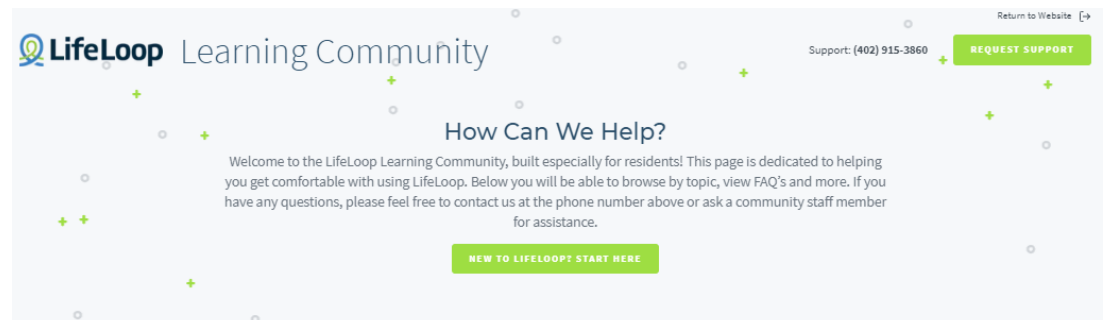 Return to Website
LifeLoop Learning Community
Support: (402) 915-3860
REQUEST SUPPORT
How Can We Help?
Welcome to the LifeLoop Learning Community, built especially for residents! This page is dedicated to helping
you get comfortable with using LifeLoop. Below you will be able to browse by topic, view FAQ's and more. If you
have any questions, please feel free to contact us at the phone number above or ask a community staff member
for assistance.
NEW TO LIFELOOP? START HERE